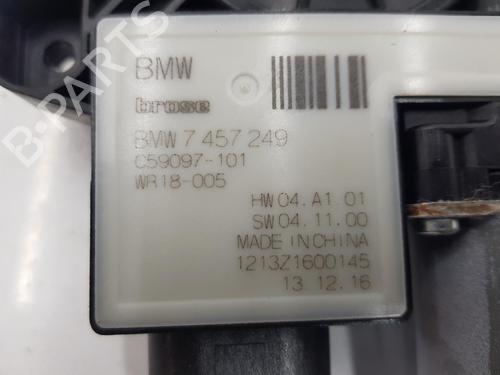 BMW
brose
BMW 7 457 249
C59097-101
WR18-005
HW 04.A1.01
SW 04.11.00
MADE IN CHINA
1213Z1600145
13.12.16